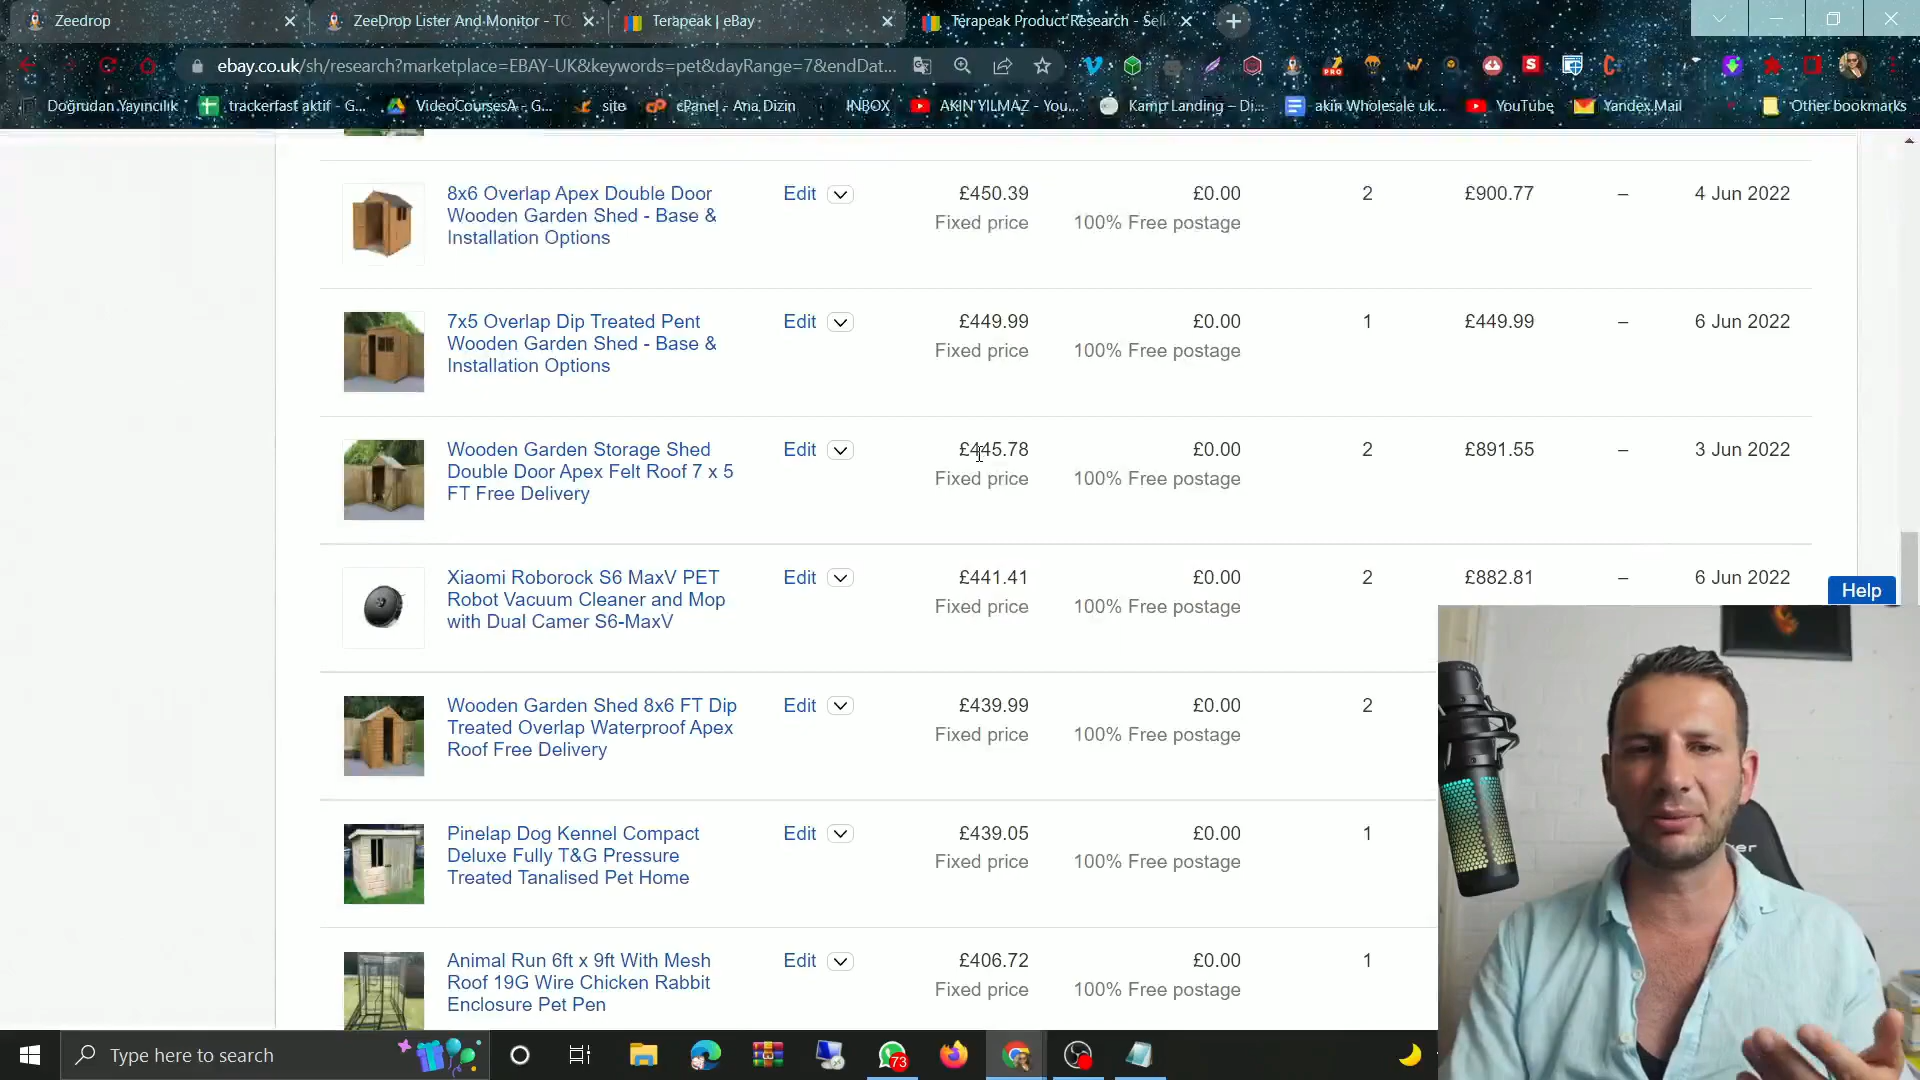 Zeedrop
ZeeDrop Lister And Monitor - TC
Terapeak | eBay
Terapeak Product Research - Sell
ebay.co.uk/sh/research?marketplace=EBAY-UK&keywords=pet&dayRange=7&endDat...
Doğrudan Yayıncılık
trackerfast aktif - G...
VideoCoursesA - G...
site
cPanel - Ana Dizin
INBOX
AKIN YILMAZ - You...
Kamp Landing – Di...
akin Wholesale uk...
YouTube
Yandex.Mail
Other bookmarks
8x6 Overlap Apex Double Door
Wooden Garden Shed - Base &
Installation Options
Edit
£450.39
Fixed price
£0.00
100% Free postage
2
£900.77
–
4 Jun 2022
7x5 Overlap Dip Treated Pent
Wooden Garden Shed - Base &
Installation Options
Edit
£449.99
Fixed price
£0.00
100% Free postage
1
£449.99
–
6 Jun 2022
Wooden Garden Storage Shed
Double Door Apex Felt Roof 7 x 5
FT Free Delivery
Edit
£445.78
Fixed price
£0.00
100% Free postage
2
£891.55
–
3 Jun 2022
Xiaomi Roborock S6 MaxV PET
Robot Vacuum Cleaner and Mop
with Dual Camer S6-MaxV
Edit
£441.41
Fixed price
£0.00
100% Free postage
2
£882.81
–
6 Jun 2022
Help
Wooden Garden Shed 8x6 FT Dip
Treated Overlap Waterproof Apex
Roof Free Delivery
Edit
£439.99
Fixed price
£0.00
100% Free postage
2
Pinelap Dog Kennel Compact
Deluxe Fully T&G Pressure
Treated Tanalised Pet Home
Edit
£439.05
Fixed price
£0.00
100% Free postage
1
Animal Run 6ft x 9ft With Mesh
Roof 19G Wire Chicken Rabbit
Enclosure Pet Pen
Edit
£406.72
Fixed price
£0.00
100% Free postage
1
Type here to search
73